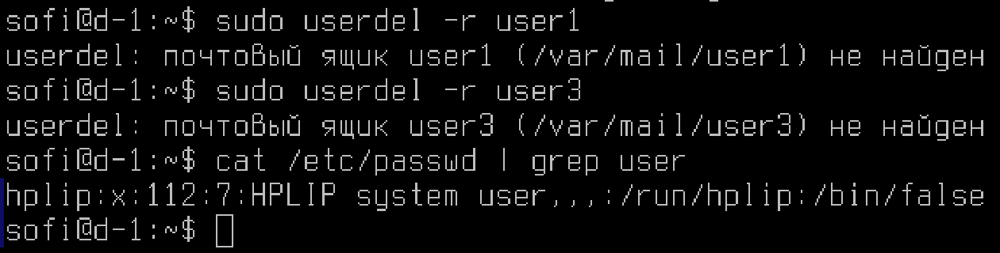 sofi@d-1:~$ sudo userdel -r user1
userdel: почтовый ящик user1 (/var/mail/user1) не найден
sofi@d-1:~$ sudo userdel -r user3
userdel: почтовый ящик user3 (/var/mail/user3) не найден
sofi@d-1:~$ cat /etc/passwd | grep user
hplip:x:112:7:HPLIP system user,,,:/run/hplip:/bin/false
sofi@d-1:~$